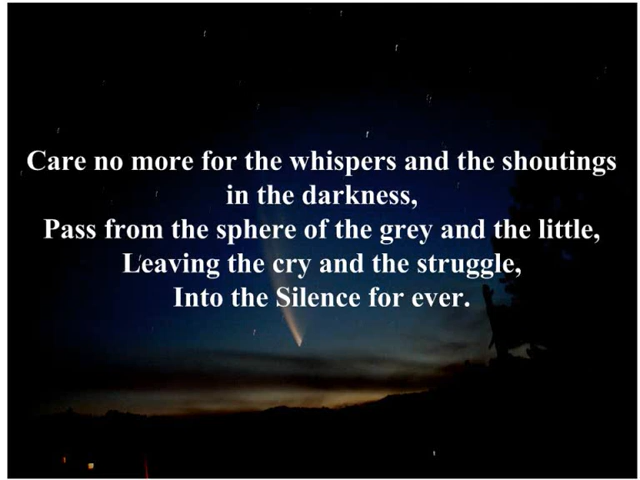 Care no more for the whispers and the shoutings
in the darkness,
Pass from the sphere of the grey and the little,
Leaving the cry and the struggle,
Into the Silence for ever.